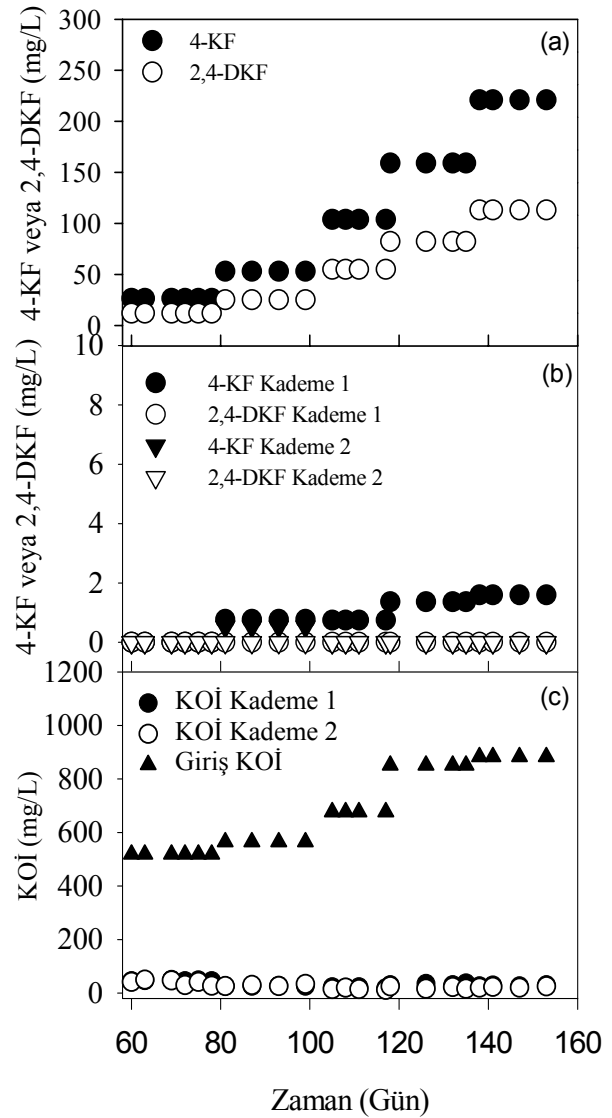 4-KF veya 2,4-DKF (mg/L)
300
250
200
150
100
50
0
4-KF
2,4-DKF
(a)
4-KF veya 2,4-DKF (mg/L)
10
8
6
4
2
0
4-KF Kademe 1
2,4-DKF Kademe 1
4-KF Kademe 2
2,4-DKF Kademe 2
(b)
KOİ (mg/L)
1200
1000
800
600
400
200
0
KOİ Kademe 1
KOİ Kademe 2
Giriş KOİ
(c)
60 80 100 120 140 160
Zaman (Gün)